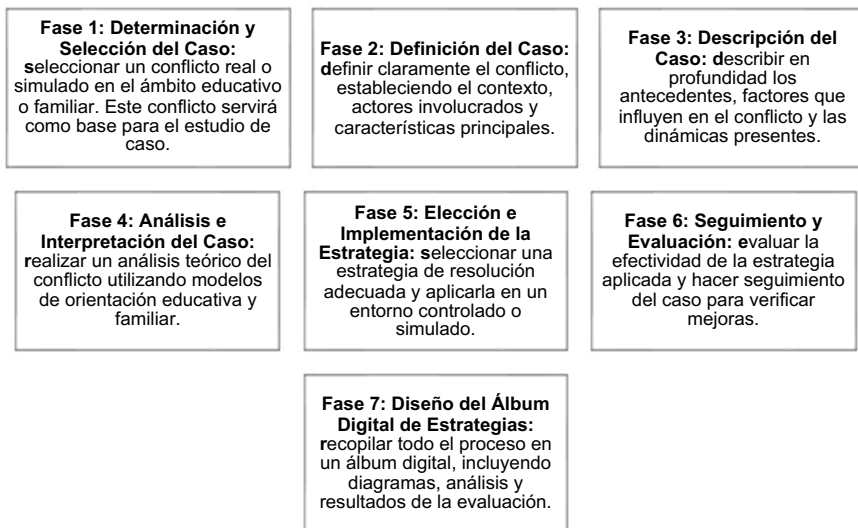 Fase 1: Determinación y
Selección del Caso:
seleccionar un conflicto real o
simulado en el ámbito educativo
o familiar. Este conflicto servirá
como base para el estudio de
caso.
Fase 2: Definición del Caso:
definir claramente el conflicto,
estableciendo el contexto,
actores involucrados y
características principales.
Fase 3: Descripción del
Caso: describir en
profundidad los
antecedentes, factores que
influyen en el conflicto y las
dinámicas presentes.
Fase 4: Análisis e
Interpretación del Caso:
realizar un análisis teórico del
conflicto utilizando modelos
de orientación educativa y
familiar.
Fase 5: Elección e
Implementación de la
Estrategia: seleccionar una
estrategia de resolución
adecuada y aplicarla en un
entorno controlado o
simulado.
Fase 6: Seguimiento y
Evaluación: evaluar la
efectividad de la estrategia
aplicada y hacer seguimiento
del caso para verificar
mejoras.
Fase 7: Diseño del Álbum
Digital de Estrategias:
recopilar todo el proceso en
un álbum digital, incluyendo
diagramas, análisis y
resultados de la evaluación.